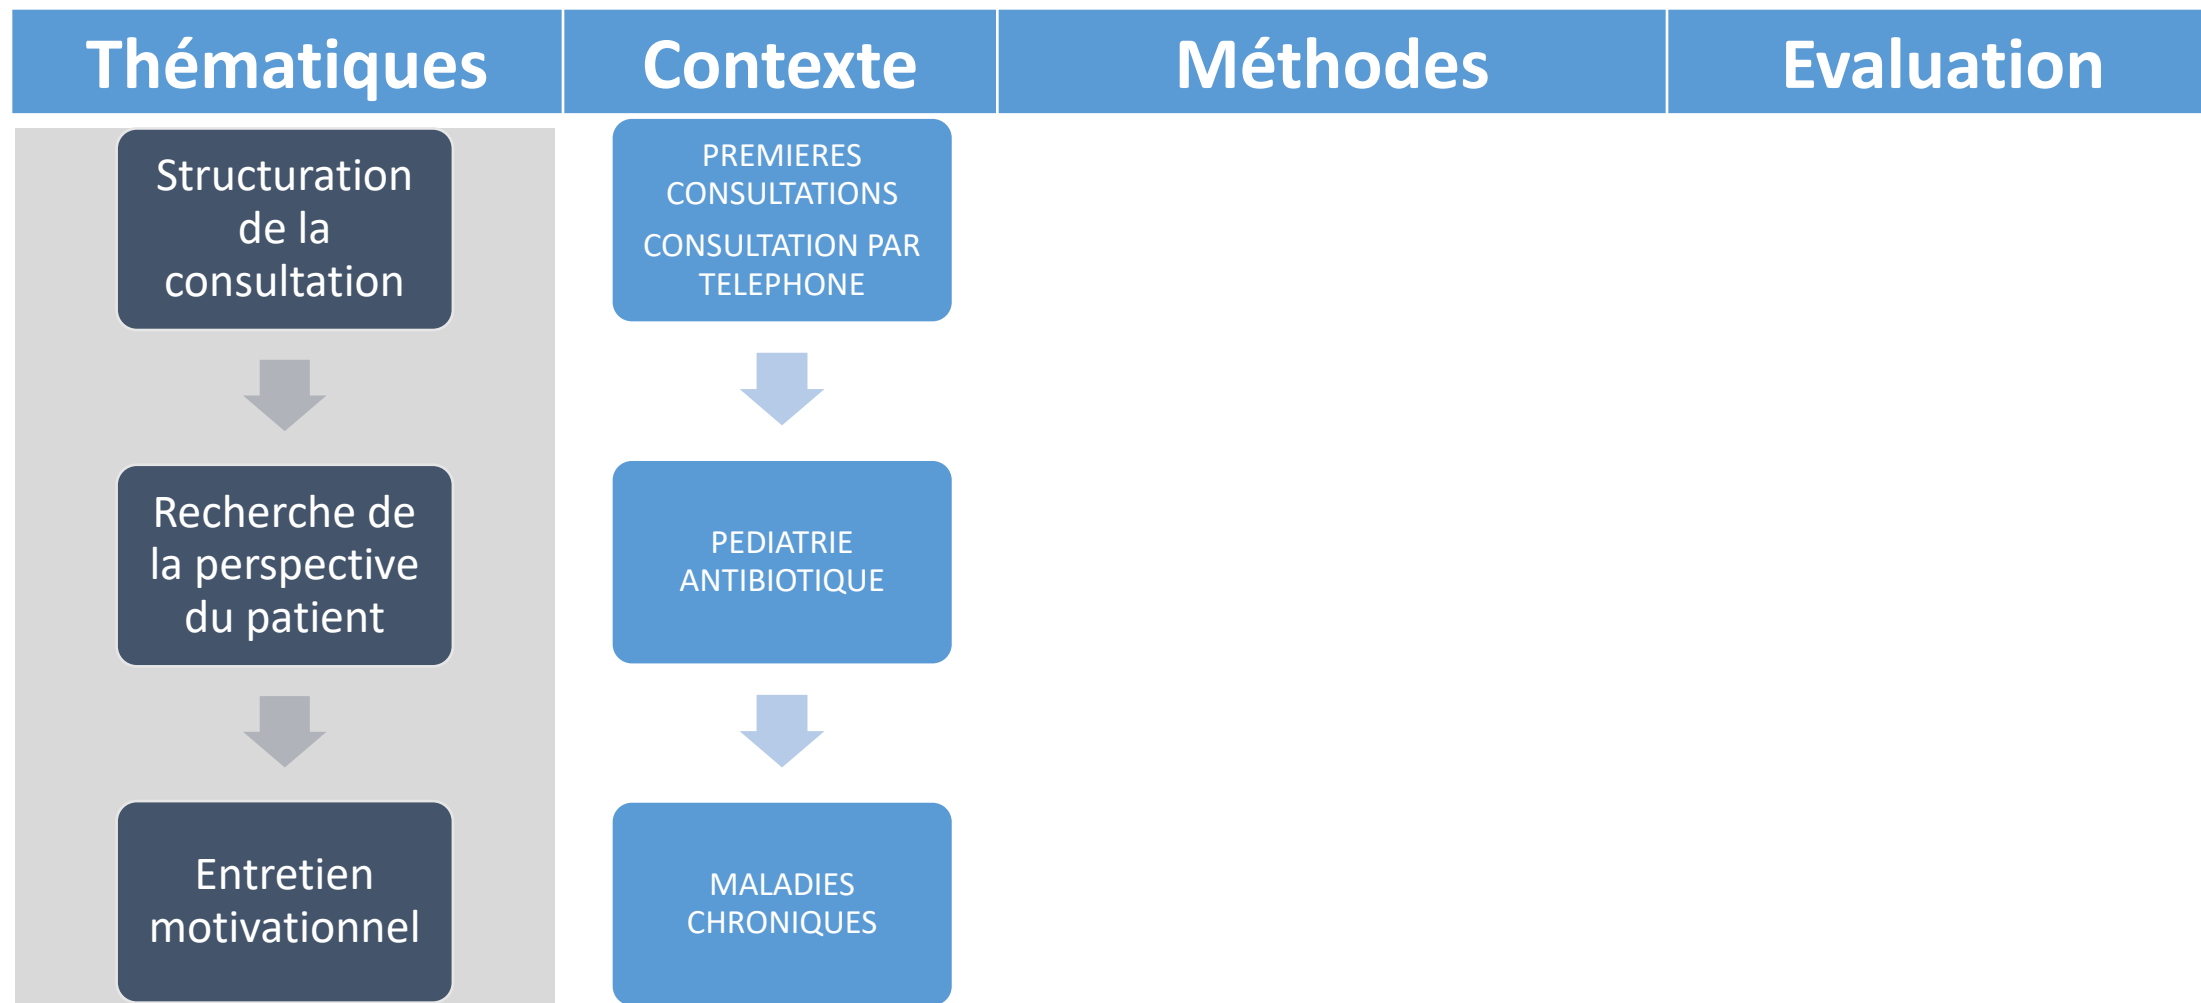 Thématiques
Contexte
Méthodes
Evaluation
Structuration
de la
consultation
PREMIERES
CONSULTATIONS
CONSULTATION PAR
TELEPHONE
Recherche de
la perspective
du patient
PEDIATRIE
ANTIBIOTIQUE
Entretien
motivationnel
MALADIES
CHRONIQUES